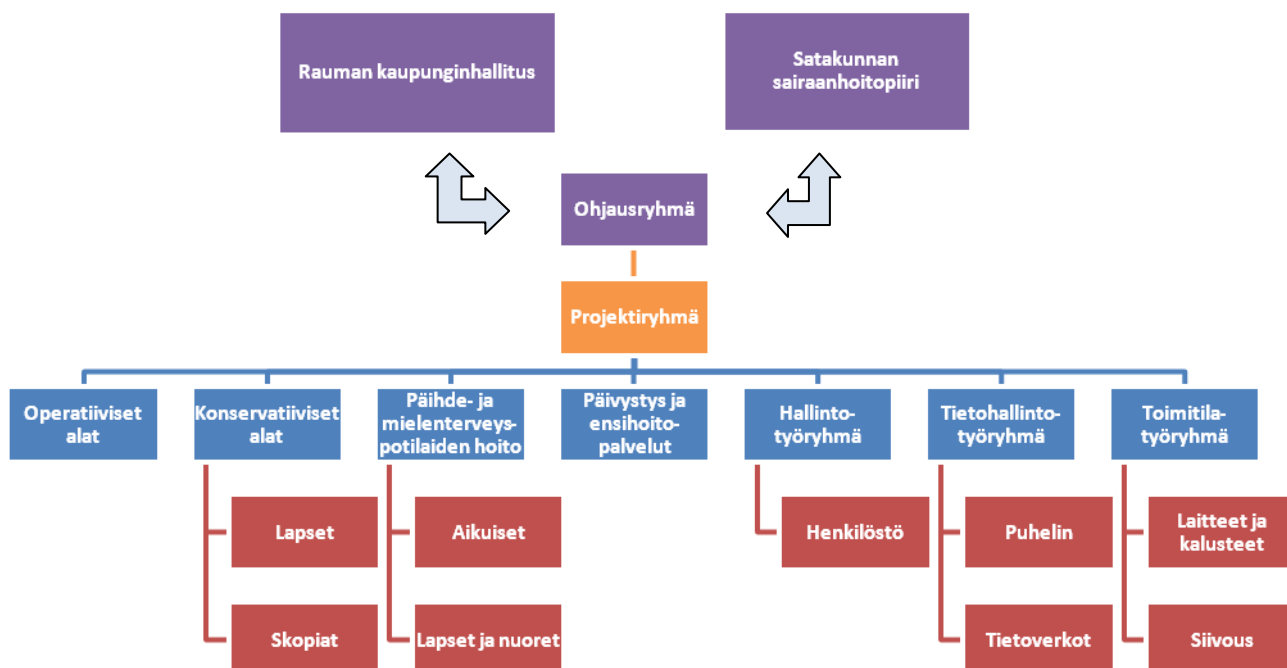 Rauman kaupunginhallitus
Satakunnan
sairaanhoitopiiri
Ohjausryhmä
Projektiryhmä
Operatiiviset
alat
Konservatiiviset
alat
Päihde- ja
mielenterveys-
potilaiden hoito
Päivystys ja
ensihoito-
palvelut
Hallinto-
työryhmä
Tietohallinto-
työryhmä
Toimitila-
työryhmä
Lapset
Aikuiset
Henkilöstö
Puhelin
Laitteet ja
kalusteet
Skopiat
Lapset ja nuoret
Tietoverkot
Siivous